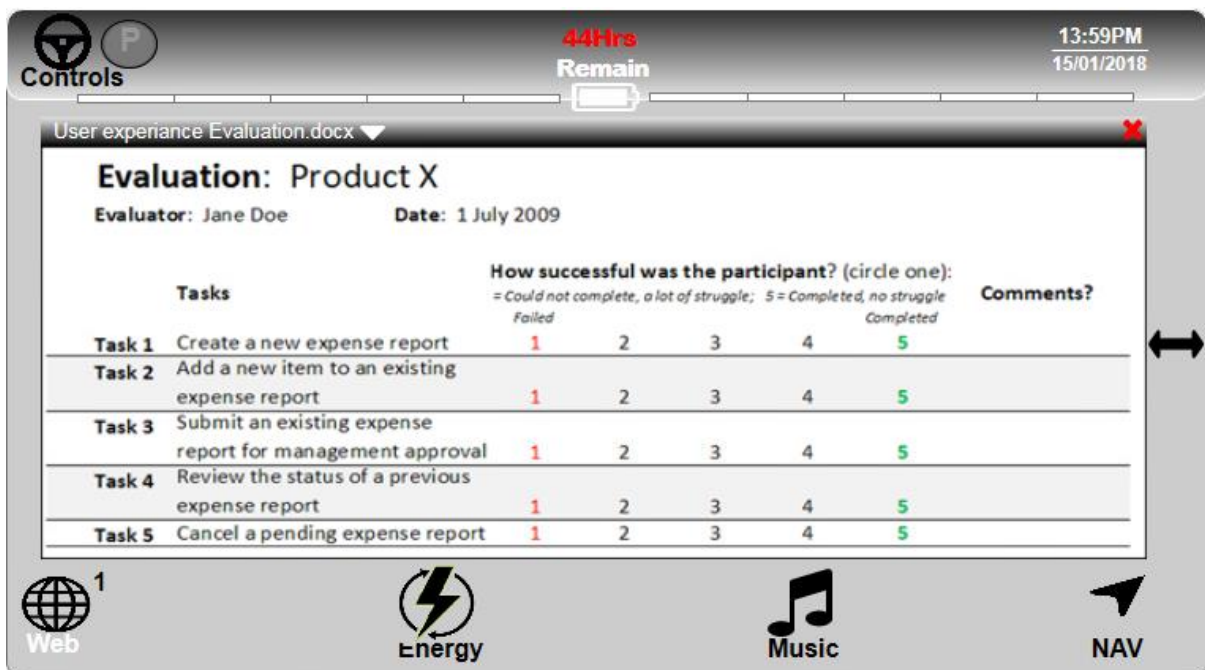 P
Controls
44Hrs
Remain
13:59PM
15/01/2018
User experiance Evaluation.docx
Evaluation: Product X
Evaluator: Jane Doe Date: 1 July 2009
How successful was the participant? (circle one):
Tasks = Could not complete, a lot of struggle; 5 = Completed, no struggle Comments?
Failed Completed
Task 1 Create a new expense report 1 2 3 4 5
Task 2 Add a new item to an existing
expense report 1 2 3 4 5
Task 3 Submit an existing expense
report for management approval 1 2 3 4 5
Task 4 Review the status of a previous
expense report 1 2 3 4 5
Task 5 Cancel a pending expense report 1 2 3 4 5
1
Web
Energy
Music
NAV